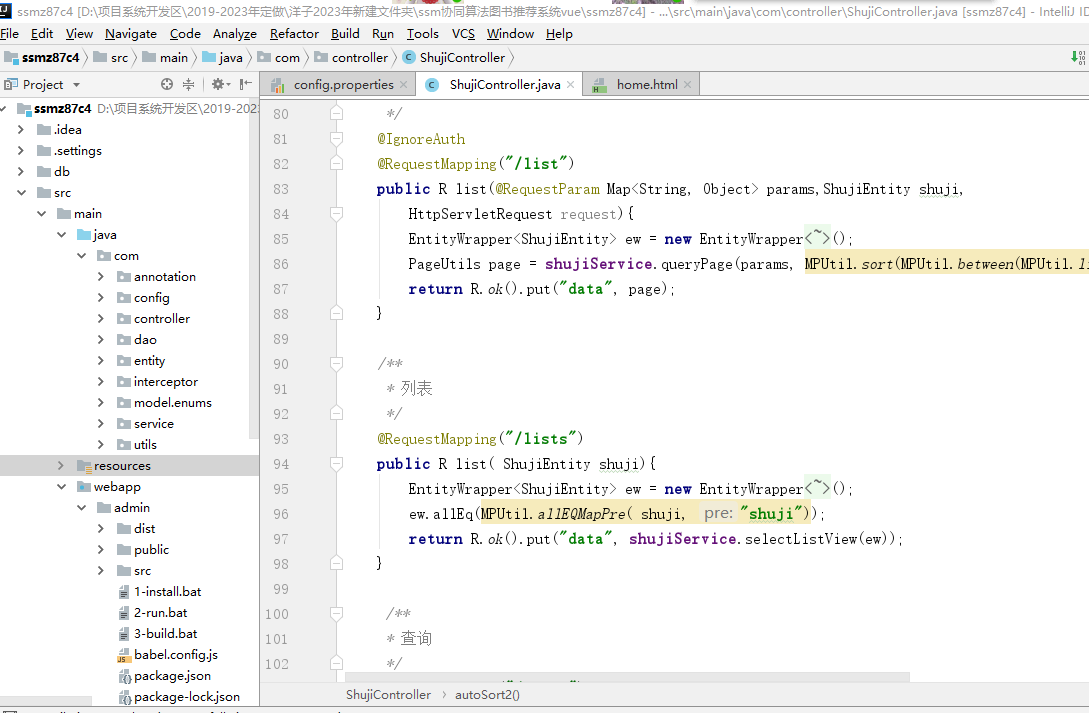 ssmz87c4 [D:\项目系统开发区\2019-2023年定做\洋子2023年新建文件夹\ssm协同算法图书推荐系统vue\ssmz87c4] - ...\src\main\java\com\controller\ShujiController.java [ssmz87c4] - IntelliJ
File Edit View Navigate Code Analyze Refactor Build Run Tools VCS Window Help
ssmz87c4 src main java com controller ShujiController
Project
config.properties ShujiController.java home.html
ssmz87c4 D:\项目系统开发区\2019-202
.idea
.settings
db
src
main
java
com
annotation
config
controller
dao
entity
interceptor
model.enums
service
utils
resources
webapp
admin
dist
public
src
1-install.bat
2-run.bat
3-build.bat
babel.config.js
package.json
package-lock.json
80 */
81 @IgnoreAuth
82 @RequestMapping("/list")
83 public R list(@RequestParam Map<String, Object> params,ShujiEntity shuji,
84 HttpServletRequest request){
85 EntityWrapper<ShujiEntity> ew = new EntityWrapper<~>();
86 PageUtils page = shujiService.queryPage(params, MPUtil.sort(MPUtil.between(MPUtil.li
87 return R.ok().put("data", page);
88 }
89
90 /**
91 * 列表
92 */
93 @RequestMapping("/lists")
94 public R list( ShujiEntity shuji){
95 EntityWrapper<ShujiEntity> ew = new EntityWrapper<~>();
96 ew.allEq(MPUtil.allEQMapPre( shuji, pre: "shuji"));
97 return R.ok().put("data", shujiService.selectListView(ew));
98 }
99
100 /**
101 * 查询
102 */
ShujiController autoSort2()